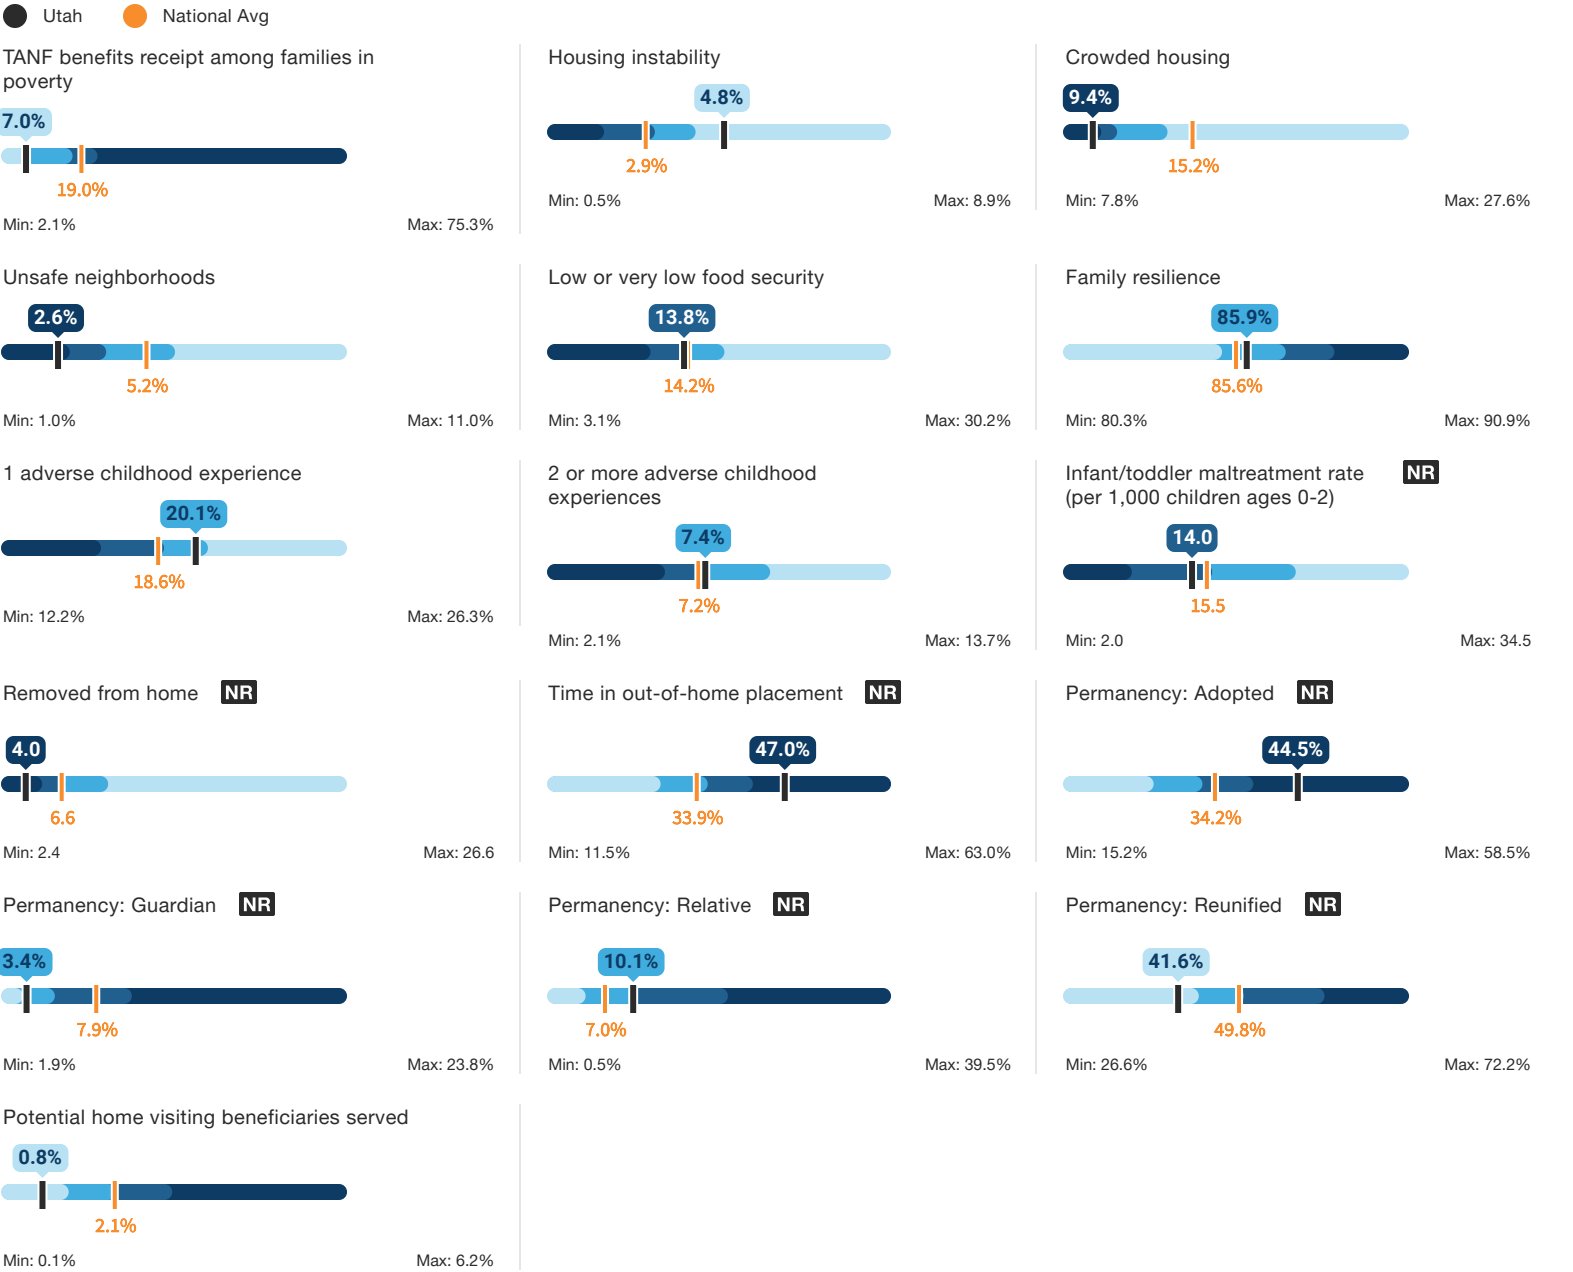 Utah
National Avg
TANF benefits receipt among families in
poverty
7.0%
19.0%
Min: 2.1%
Max: 75.3%
Housing instability
4.8%
2.9%
Min: 0.5%
Max: 8.9%
Crowded housing
9.4%
15.2%
Min: 7.8%
Max: 27.6%
Unsafe neighborhoods
2.6%
5.2%
Min: 1.0%
Max: 11.0%
Low or very low food security
13.8%
14.2%
Min: 3.1%
Max: 30.2%
Family resilience
85.9%
85.6%
Min: 80.3%
Max: 90.9%
1 adverse childhood experience
20.1%
18.6%
Min: 12.2%
Max: 26.3%
2 or more adverse childhood
experiences
7.4%
7.2%
Min: 2.1%
Max: 13.7%
Infant/toddler maltreatment rate NR
(per 1,000 children ages 0-2)
14.0
15.5
Min: 2.0
Max: 34.5
Removed from home NR
4.0
6.6
Min: 2.4
Max: 26.6
Time in out-of-home placement NR
47.0%
33.9%
Min: 11.5%
Max: 63.0%
Permanency: Adopted NR
44.5%
34.2%
Min: 15.2%
Max: 58.5%
Permanency: Guardian NR
3.4%
7.9%
Min: 1.9%
Max: 23.8%
Permanency: Relative NR
10.1%
7.0%
Min: 0.5%
Max: 39.5%
Permanency: Reunified NR
41.6%
49.8%
Min: 26.6%
Max: 72.2%
Potential home visiting beneficiaries served
0.8%
2.1%
Min: 0.1%
Max: 6.2%